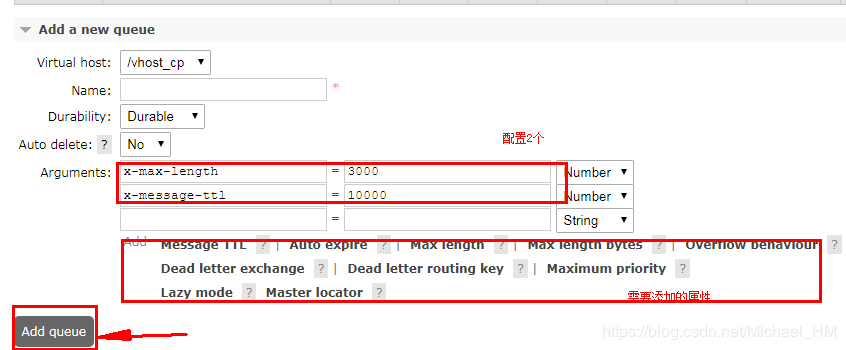 Add a new queue
Virtual host: /vhost_cp
Name: *
Durability: Durable
Auto delete: ? No
配置2个
Arguments: x-max-length = 3000 Number
x-message-ttl = 10000 Number
= String
Add Message TTL ? | Auto expire ? | Max length ? | Max length bytes ? | Overflow behaviour ?
Dead letter exchange ? | Dead letter routing key ? | Maximum priority ?
Lazy mode ? Master locator ?
需要添加的属性
Add queue
https://blog.csdn.net/Michael_HM